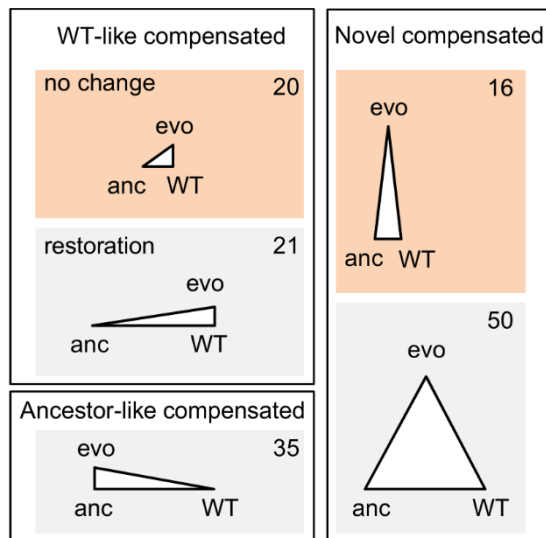 WT-like compensated
no change 20
evo
anc WT
restoration 21
evo
anc WT
Ancestor-like compensated
evo 35
anc WT
Novel compensated
16
evo
anc WT
50
evo
anc WT